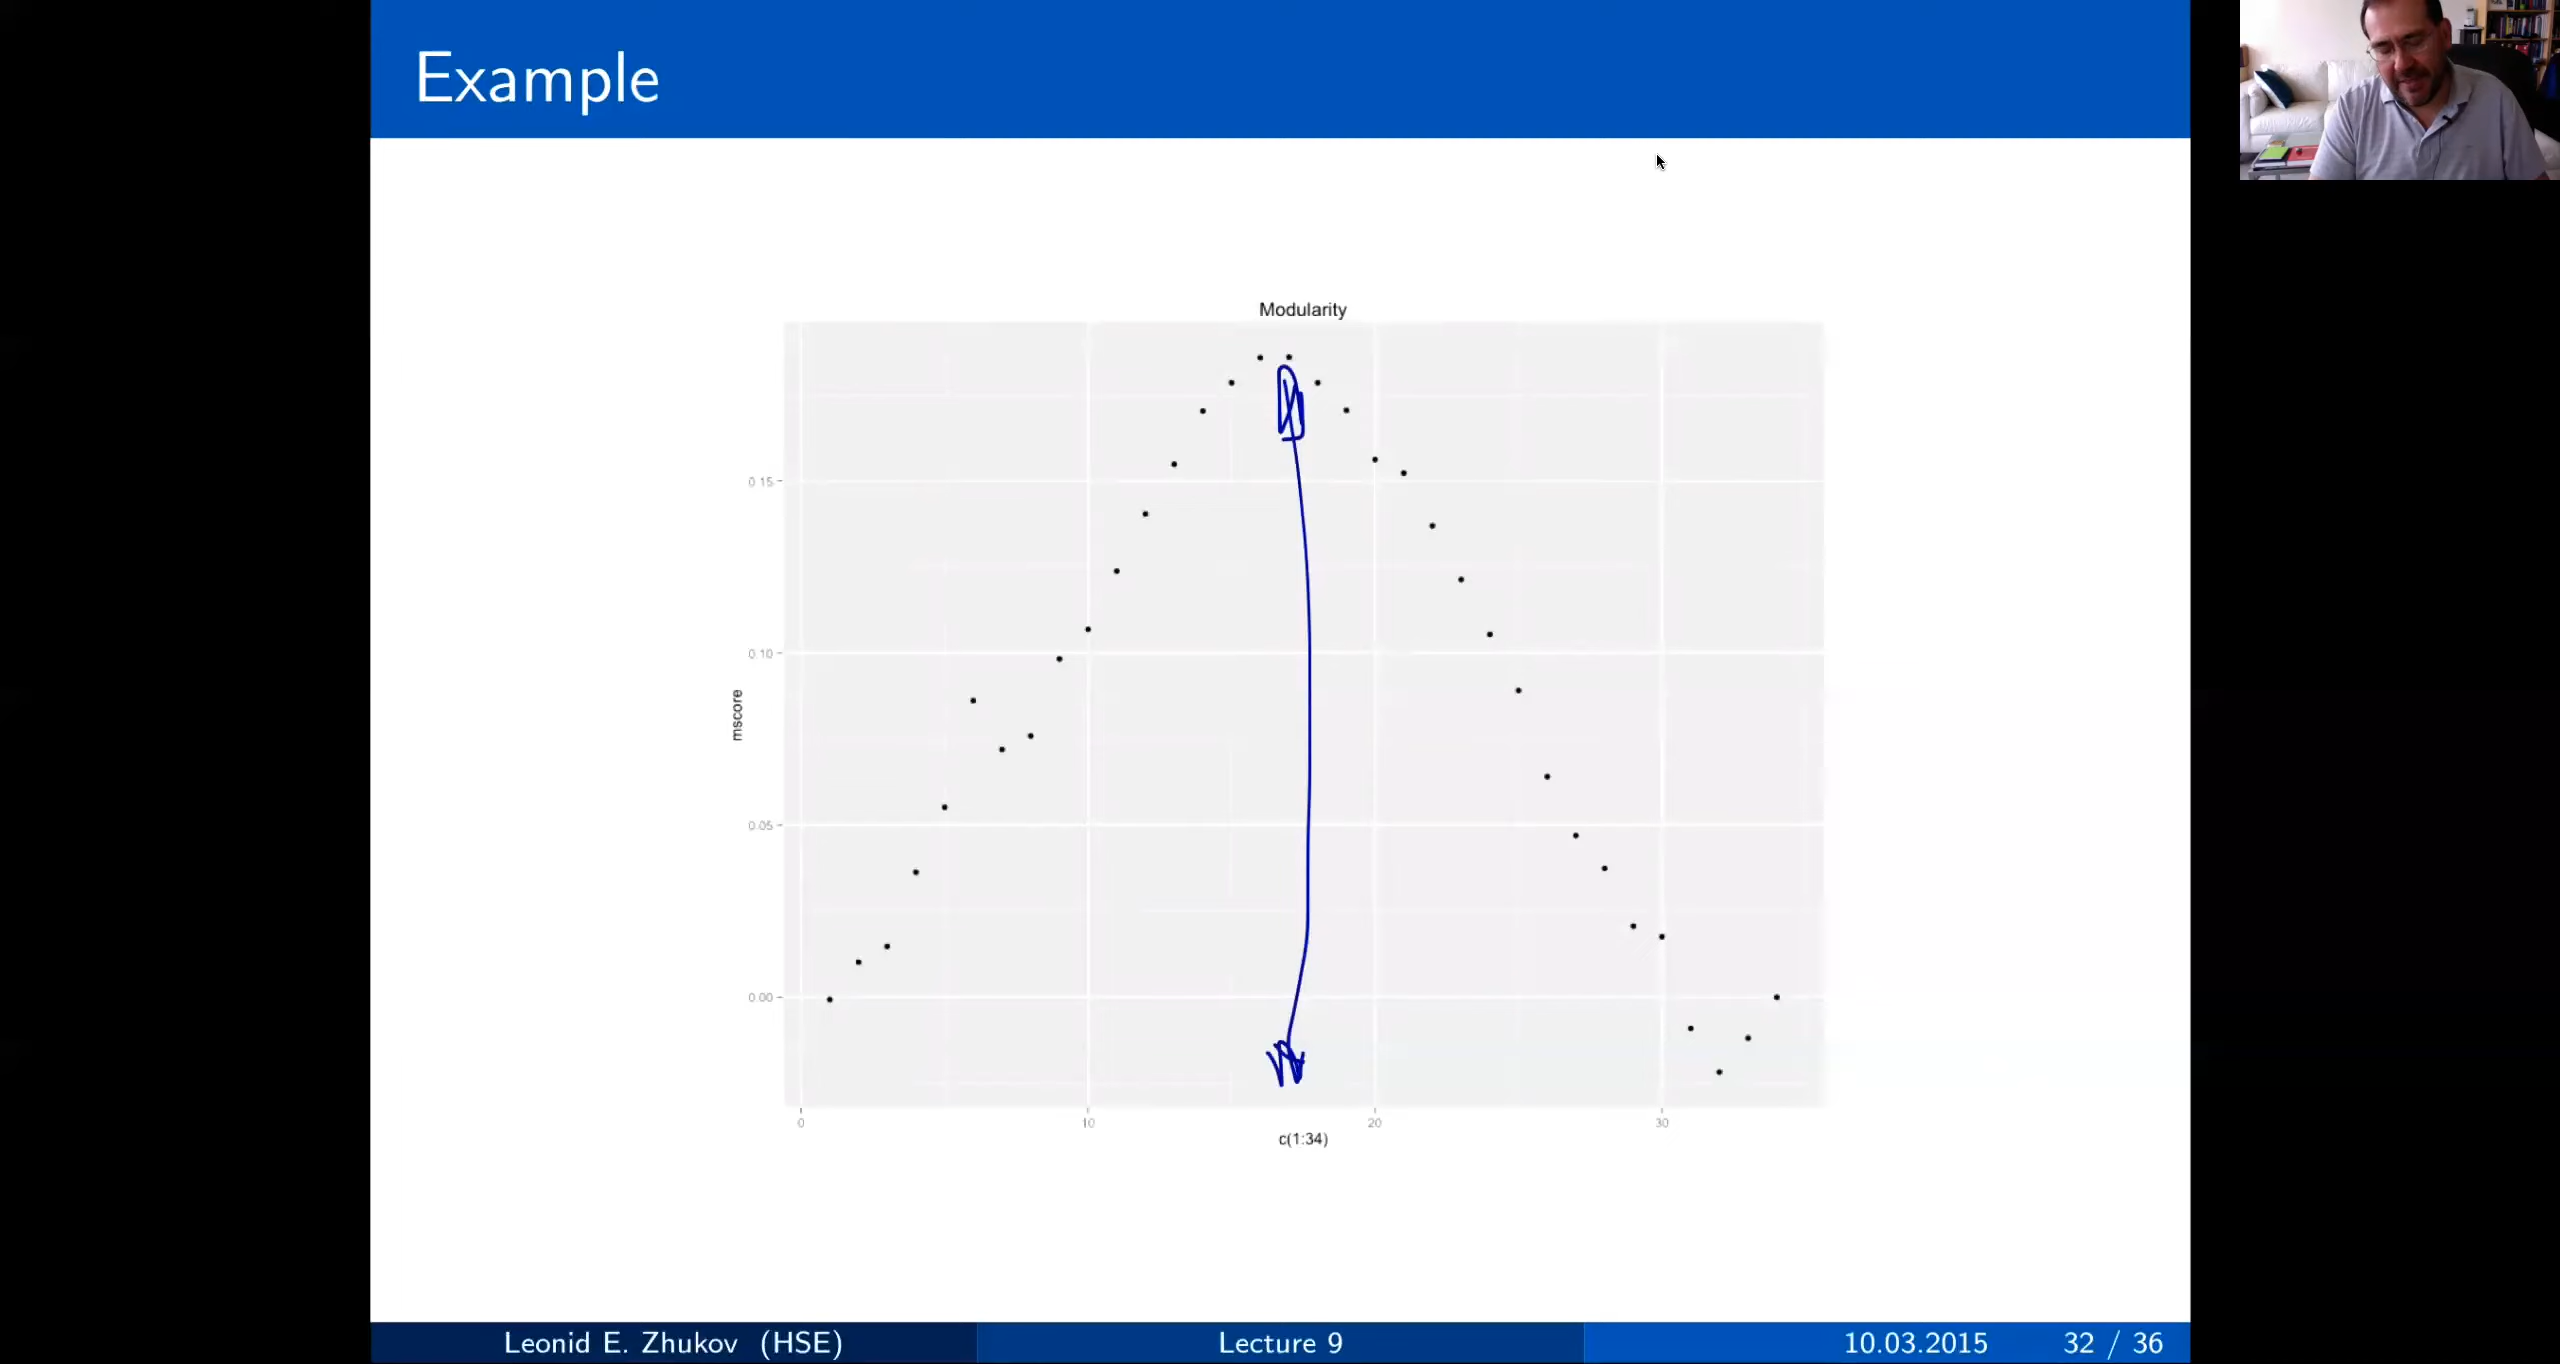 Example
Modularity
0.15
0.10
mscore
0.05
0.00
0
10
20
30
c(1:34)
Leonid E. Zhukov (HSE)
Lecture 9
10.03.2015
32 / 36